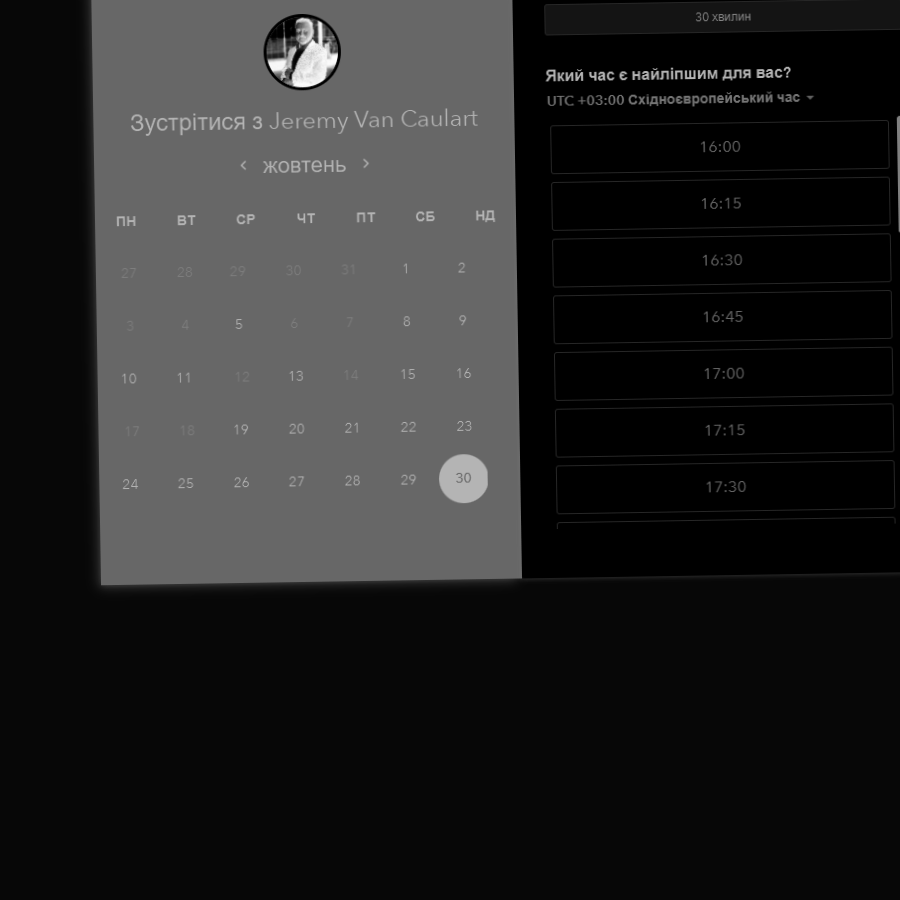 Зустрітися з Jeremy Van Caulart
жовтень
ПН ВТ СР ЧТ ПТ СБ НД
27 28 29 30 31 1 2
3 4 5 6 7 8 9
10 11 12 13 14 15 16
17 18 19 20 21 22 23
24 25 26 27 28 29 30
30 хвилин
Який час є найліпшим для вас?
UTC +03:00 Східноєвропейський час
16:00
16:15
16:30
16:45
17:00
17:15
17:30